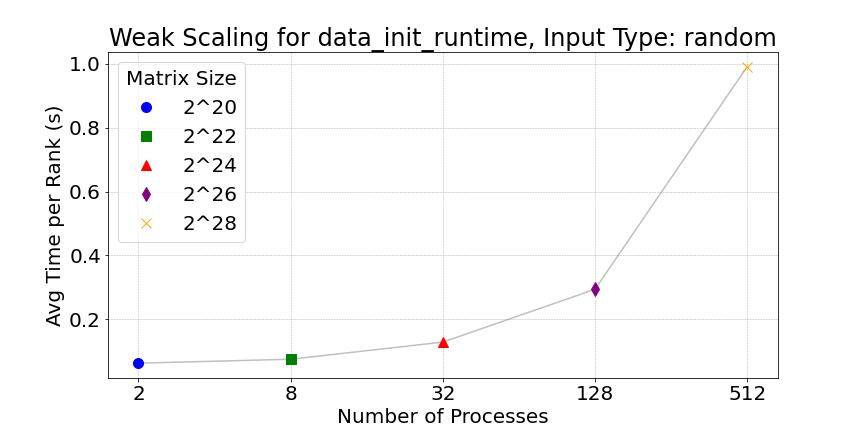 Weak Scaling for data_init_runtime, Input Type: random
Avg Time per Rank (s)
1.0
0.8
0.6
0.4
0.2
Matrix Size
2^20
2^22
2^24
2^26
2^28
2 8 32 128 512
Number of Processes